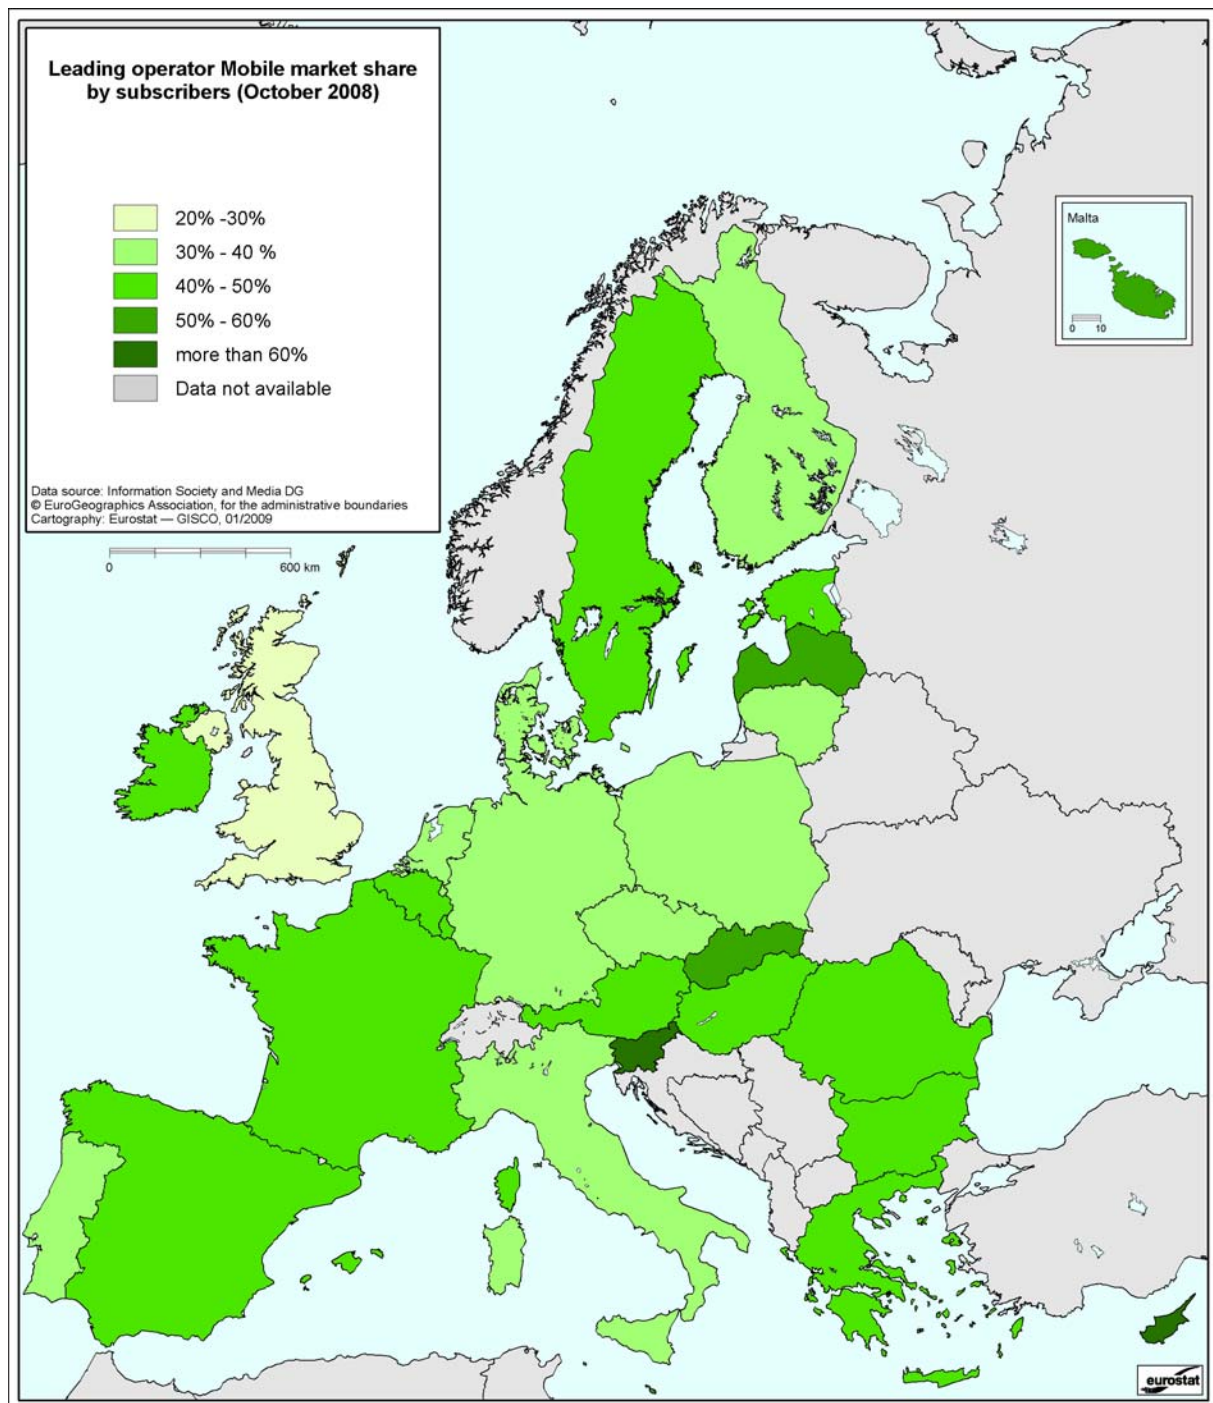 Leading operator Mobile market share
by subscribers (October 2008)
20% -30%
30% - 40 %
40% - 50%
50% - 60%
more than 60%
Data not available
Data source: Information Society and Media DG
© EuroGeographics Association, for the administrative boundaries
Cartography: Eurostat — GISCO, 01/2009
0 600 km
Malta
0 10
eurostat